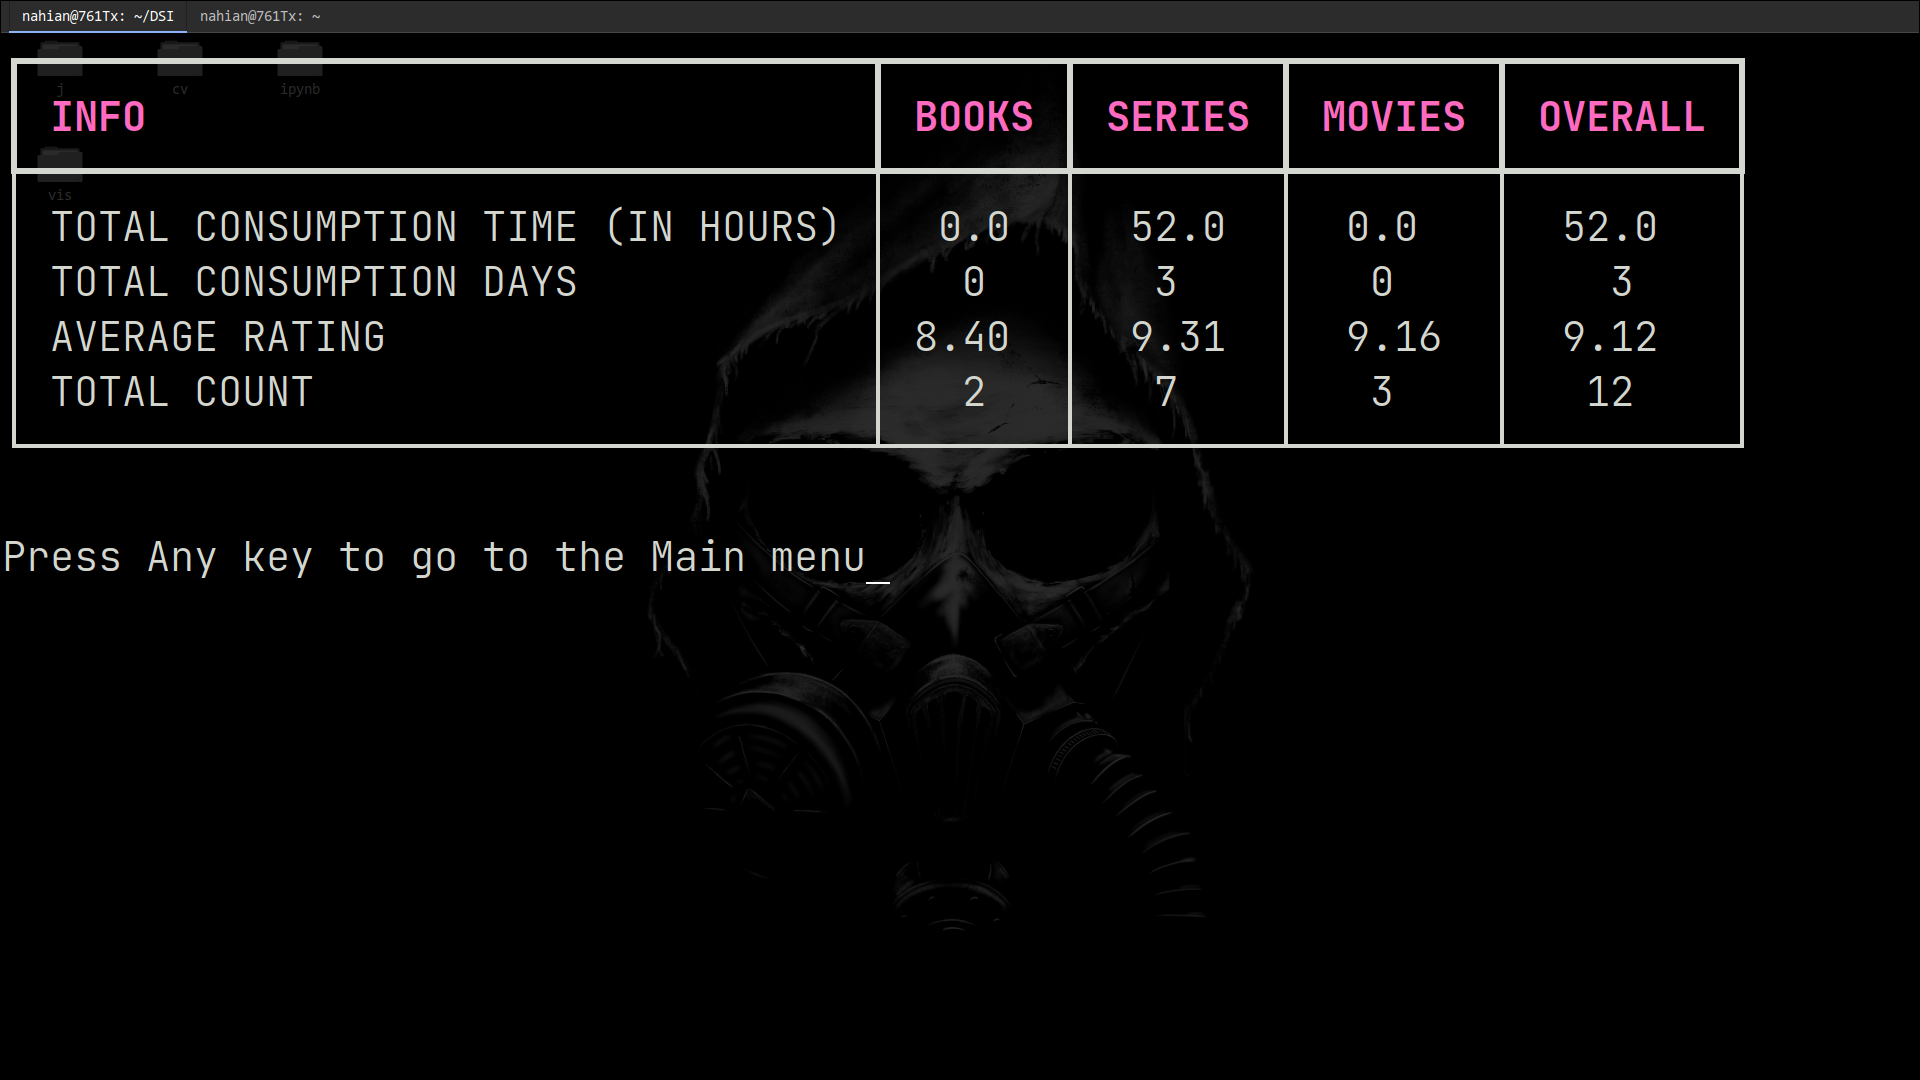 nahian@761Tx: ~/DSI nahian@761Tx: ~
j cv ipynb
INFO BOOKS SERIES MOVIES OVERALL
vis
TOTAL CONSUMPTION TIME (IN HOURS) 0.0 52.0 0.0 52.0
TOTAL CONSUMPTION DAYS 0 3 0 3
AVERAGE RATING 8.40 9.31 9.16 9.12
TOTAL COUNT 2 7 3 12
Press Any key to go to the Main menu_